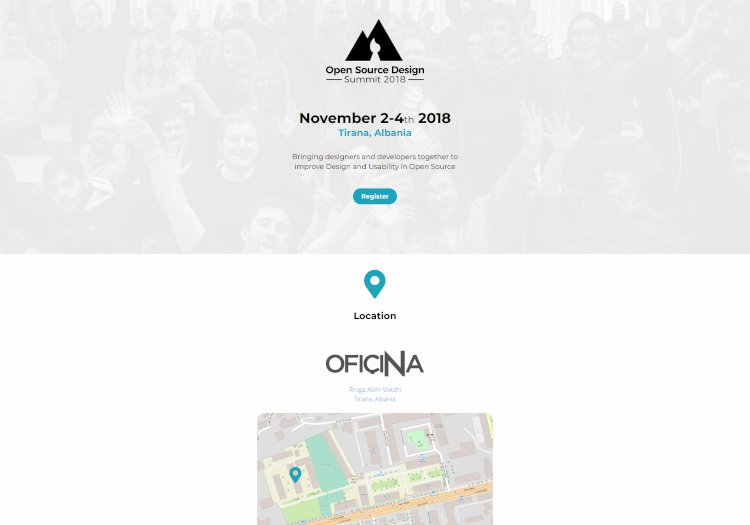 Open Source Design
Summit 2018
November 2-4th 2018
Tirana, Albania
Bringing designers and developers together to
improve Design and Usability in Open Source
Register
Location
OFIÇINA
Rruga Asim Vokshi
Tirana, Albania